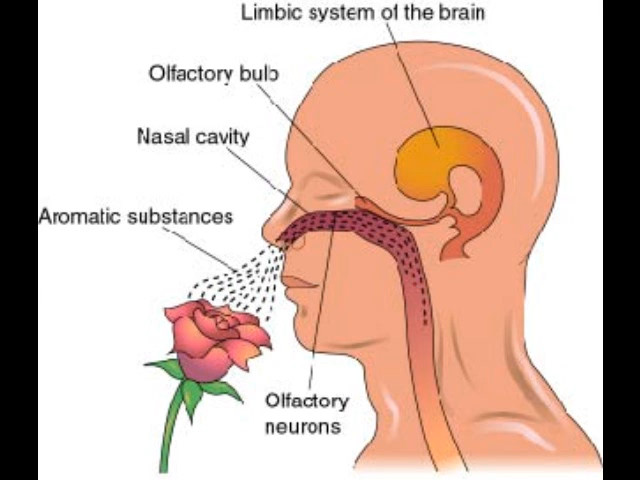 Limbic system of the brain
Olfactory bulb
Nasal cavity
Aromatic substances
Olfactory
neurons